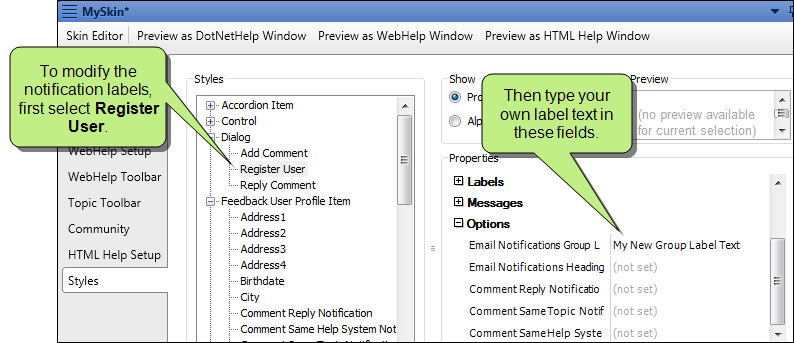 MySkin*
Skin Editor
Preview as DotNetHelp Window
Preview as WebHelp Window
Preview as HTML Help Window
To modify the
notification labels,
first select Register
User.
WebHelp Setup
WebHelp Toolbar
Topic Toolbar
Community
HTML Help Setup
Styles
Styles
Accordion Item
Control
Dialog
Add Comment
Register User
Reply Comment
Feedback User Profile Item
Address1
Address2
Address3
Address4
Birthdate
City
Comment Reply Notification
Comment Same Help System Not
Show
Preview
(no preview available
for current selection)
Then type your
own label text in
these fields.
Properties
Labels
Messages
Options
Email Notifications Group L
My New Group Label Text
Email Notifications Heading
(not set)
Comment Reply Notificatio
(not set)
Comment Same Topic Notif
(not set)
Comment Same Help Syste
(not set)